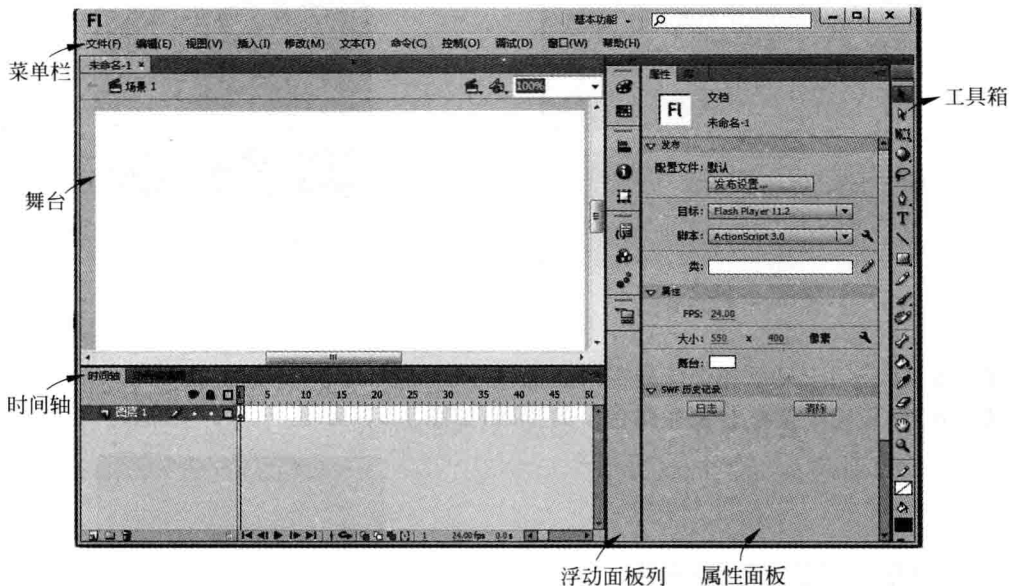 Fl
基本功能
文件(F) 编辑(E) 视图(V) 插入(I) 修改(M) 文本(T) 命令(C) 控制(O) 调试(D) 窗口(W) 帮助(H)
菜单栏
未命名-1 ×
场景 1
100%
属性 库
工具箱
Fl
文档
未命名-1
舞台
发布
配置文件: 默认
发布设置...
目标: Flash Player 11.2
脚本: ActionScript 3.0
类:
属性
FPS: 24.00
大小: 550 x 400 像素
舞台:
SWF 历史记录
日志 清除
时间轴
时间轴
1 5 10 15 20 25 30 35 40 45 50
图层 1
1 24.00 fps 0.0 s
浮动面板列 属性面板